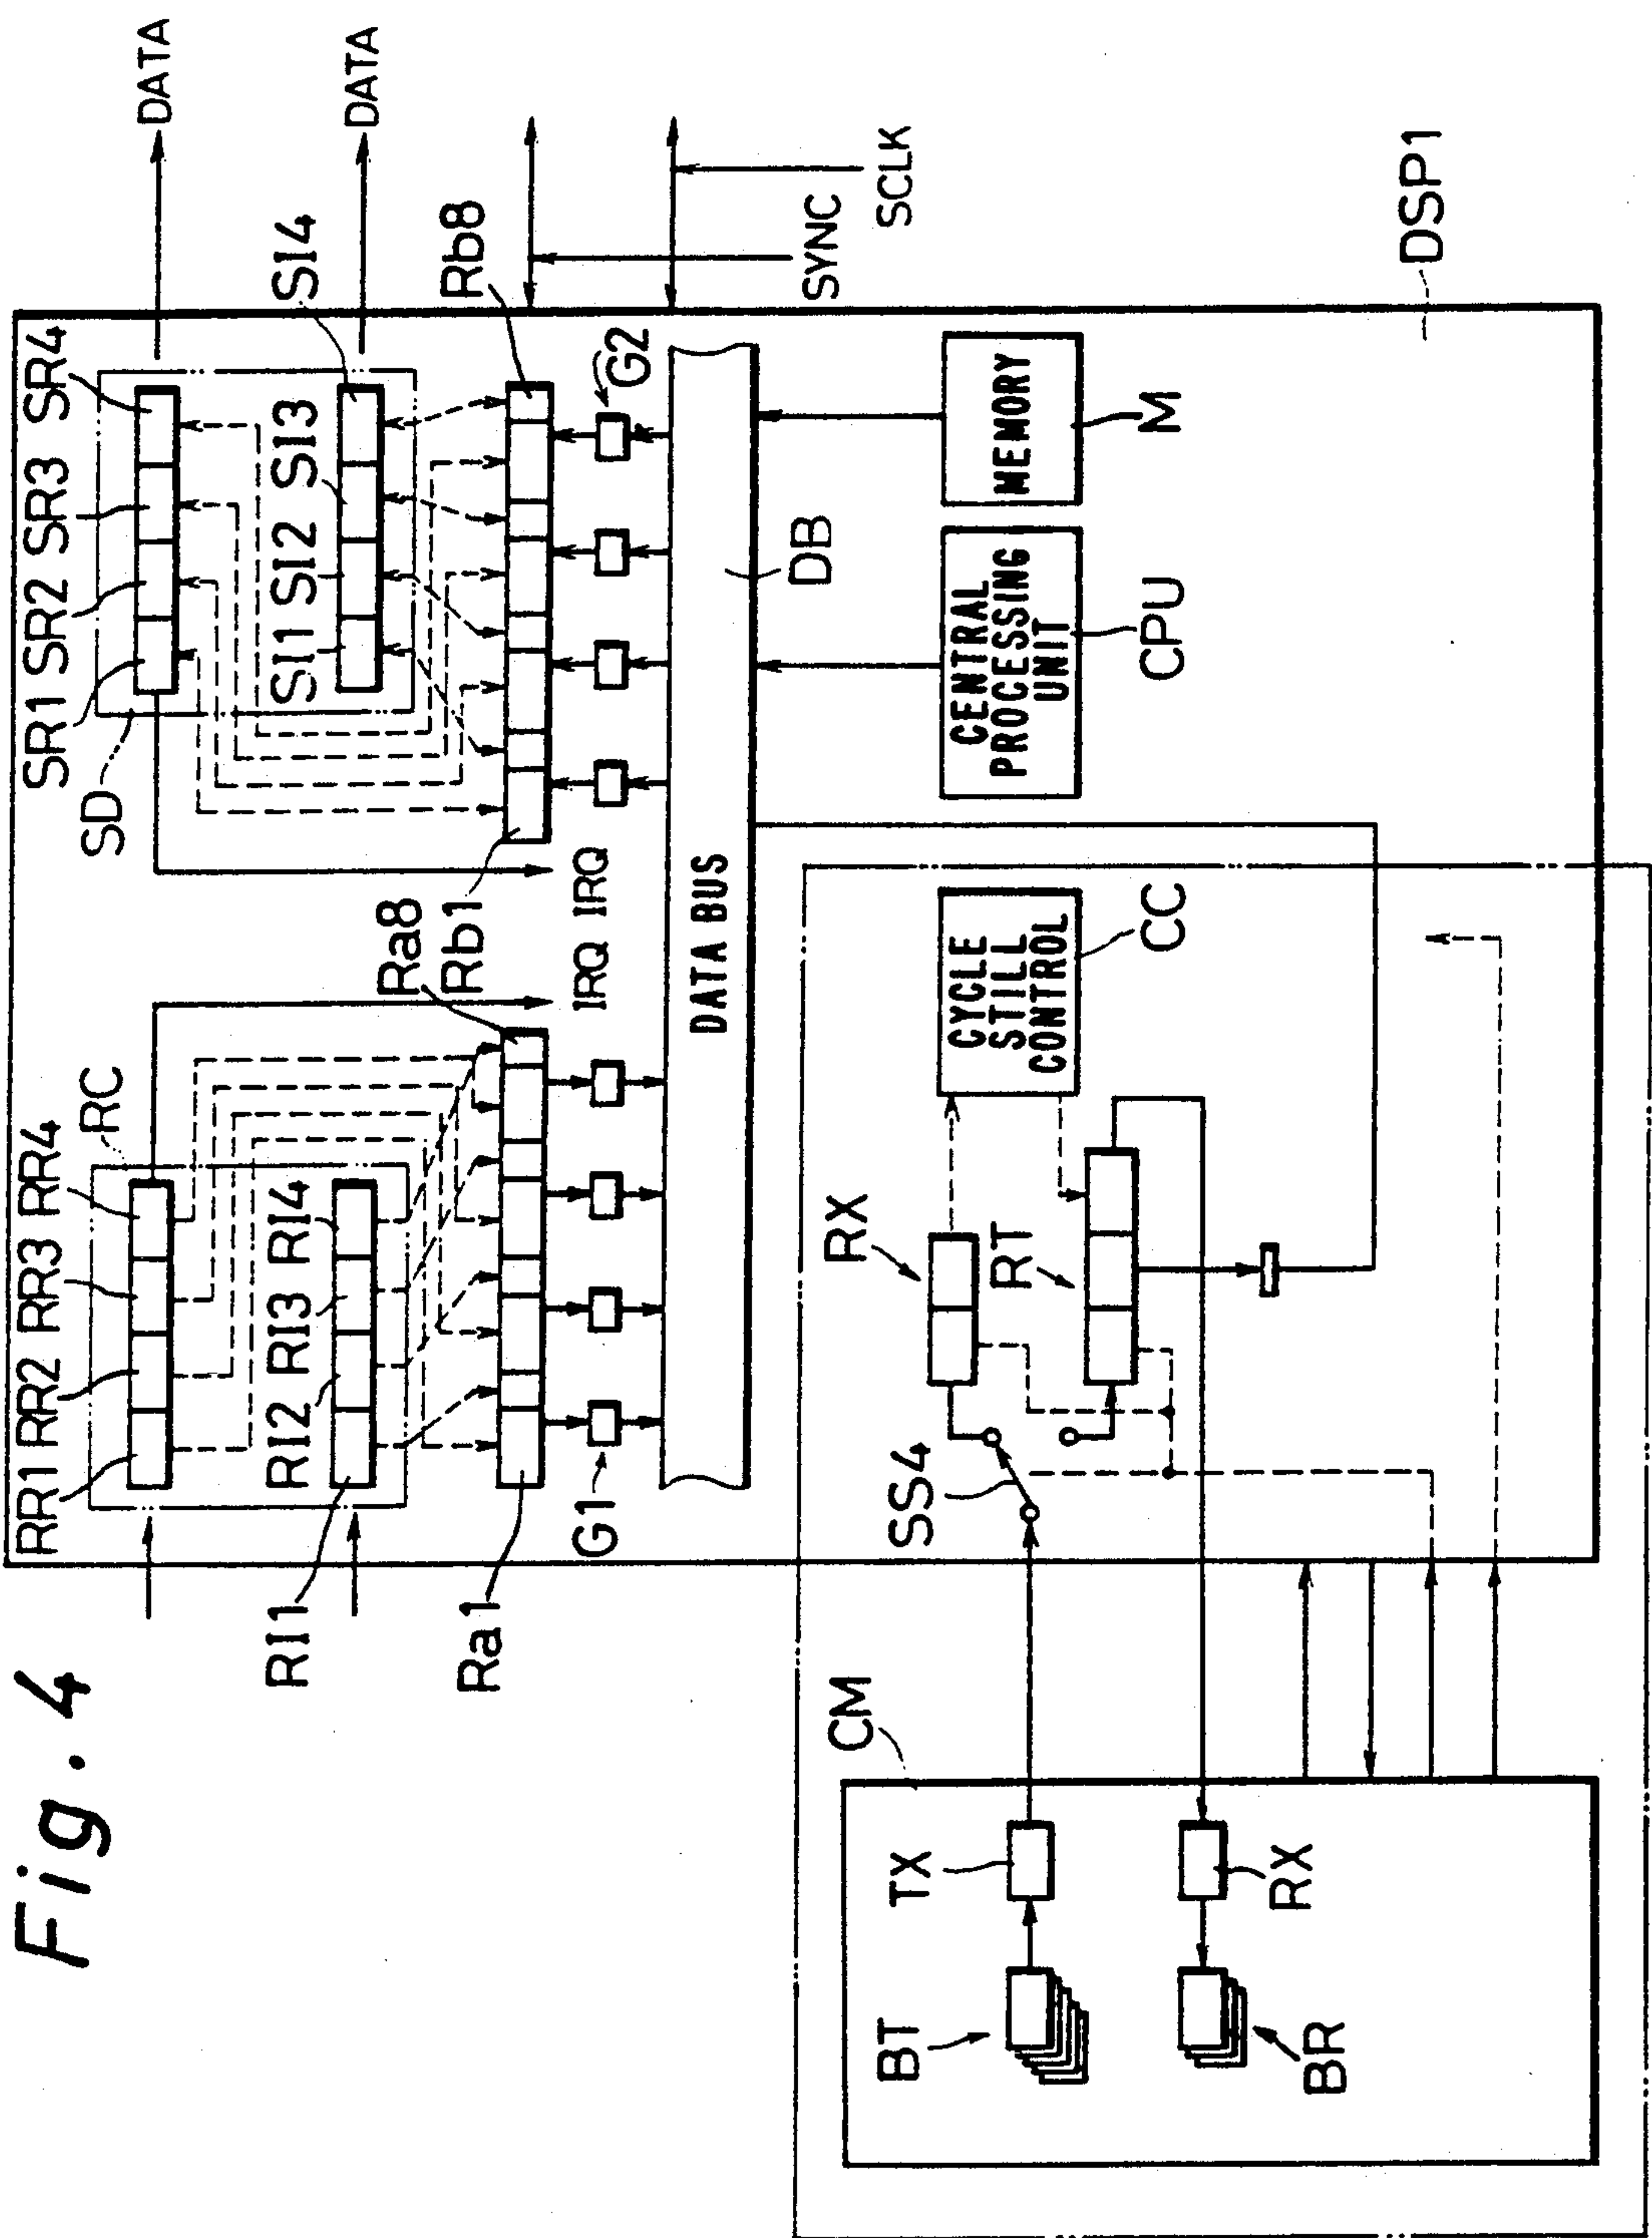 Fig. 4
RR1 RR2 RR3 RR4
RC
SR1 SR2 SR3 SR4
SD
DATA
RI1
RI2 RI3 RI4
SI1 SI2 SI3
SI4
DATA
Ra1
Ra8
Rb1
Rb8
G1
IRQ IRQ
G2
DATA BUS
DB
SYNC
SCLK
CM
SS4
RX
RT
CYCLE
STILL
CONTROL
CC
CENTRAL
PROCESSING
UNIT
CPU
MEMORY
M
BT
TX
BR
RX
DSP1